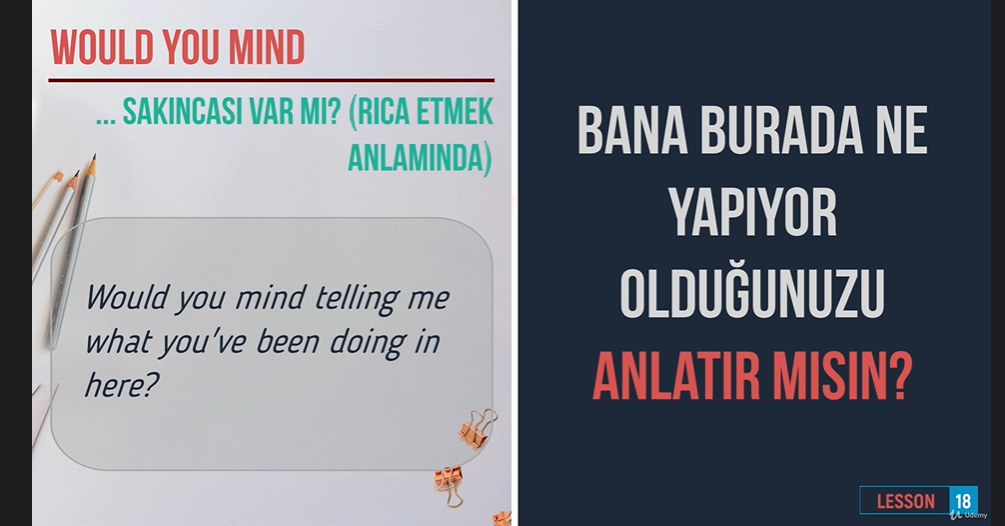 WOULD YOU MIND
... SAKINCASI VAR MI? (RICA ETMEK
ANLAMINDA)
Would you mind telling me
what you've been doing in
here?
BANA BURADA NE
YAPIYOR
OLDUĞUNUZU
ANLATIR MISIN?
LESSON 18
Udemy